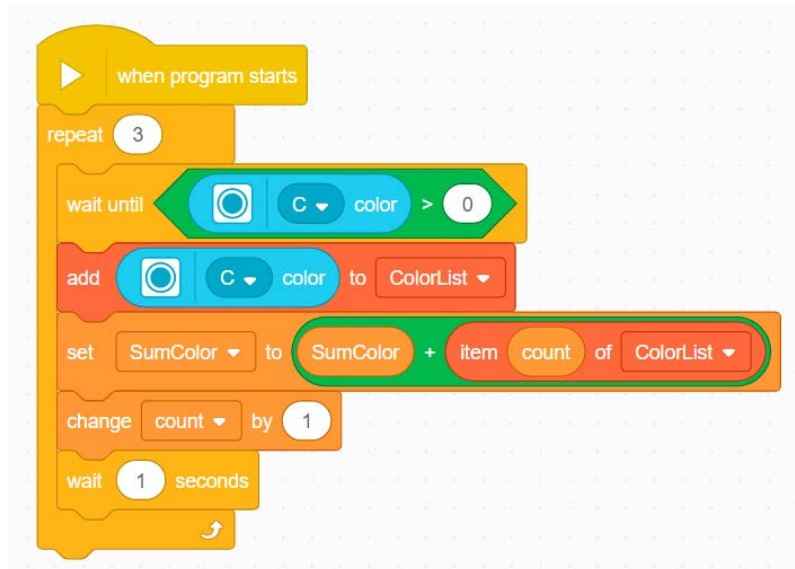 when program starts
repeat 3
wait until C color > 0
add C color to ColorList
set SumColor to SumColor + item count of ColorList
change count by 1
wait 1 seconds